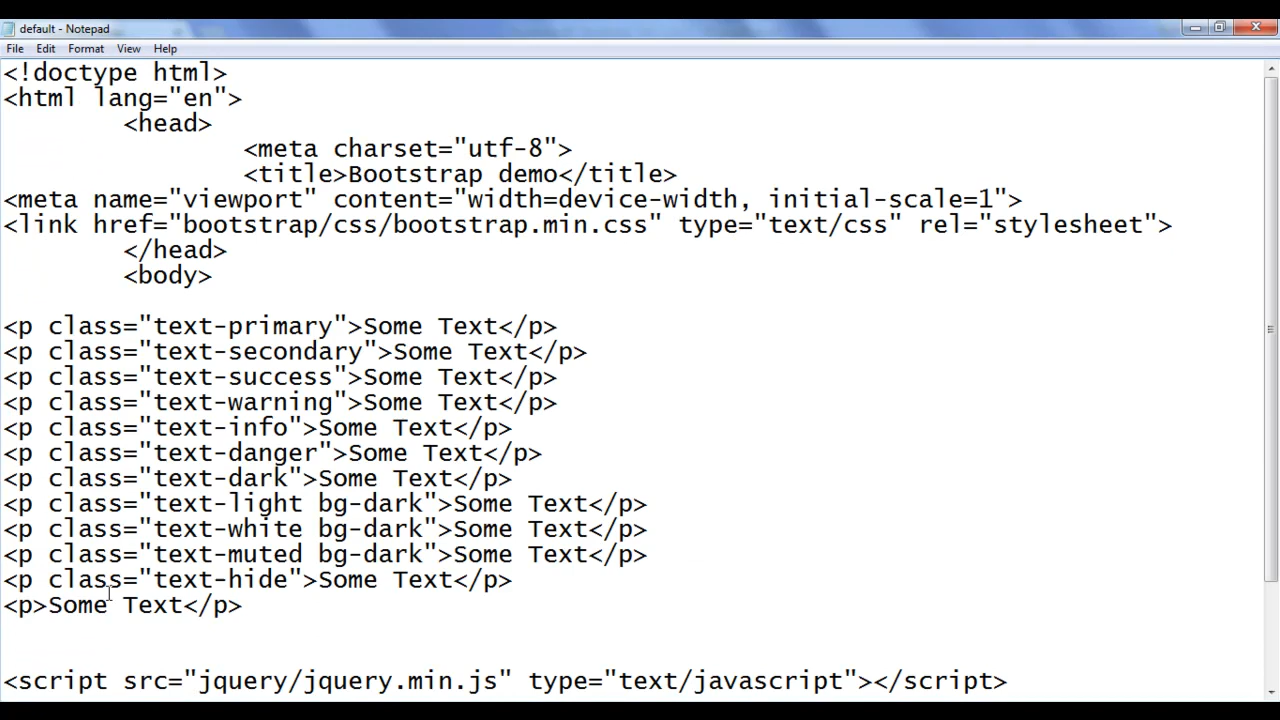 default - Notepad
File Edit Format View Help
<!doctype html>
<html lang="en">
<head>
<meta charset="utf-8">
<title>Bootstrap demo</title>
<meta name="viewport" content="width=device-width, initial-scale=1">
<link href="bootstrap/css/bootstrap.min.css" type="text/css" rel="stylesheet">
</head>
<body>
<p class="text-primary">Some Text</p>
<p class="text-secondary">Some Text</p>
<p class="text-success">Some Text</p>
<p class="text-warning">Some Text</p>
<p class="text-info">Some Text</p>
<p class="text-danger">Some Text</p>
<p class="text-dark">Some Text</p>
<p class="text-light bg-dark">Some Text</p>
<p class="text-white bg-dark">Some Text</p>
<p class="text-muted bg-dark">Some Text</p>
<p class="text-hide">Some Text</p>
<p>Some Text</p>
<script src="jquery/jquery.min.js" type="text/javascript"></script>